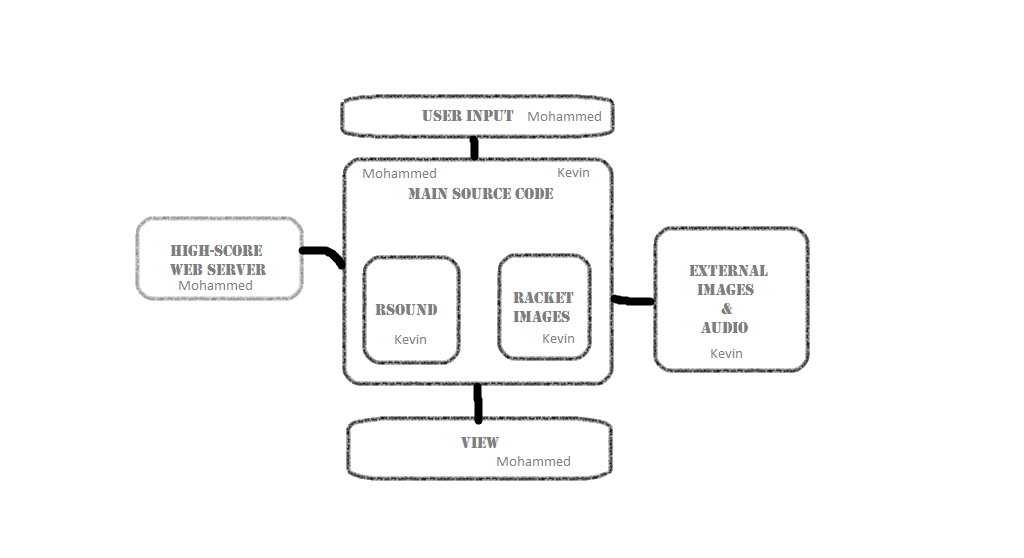 USER INPUT Mohammed
Mohammed Kevin
MAIN SOURCE CODE
HIGH-SCORE
WEB SERVER
Mohammed
RSOUND
Kevin
RACKET
IMAGES
Kevin
EXTERNAL
IMAGES
&
AUDIO
Kevin
VIEW
Mohammed